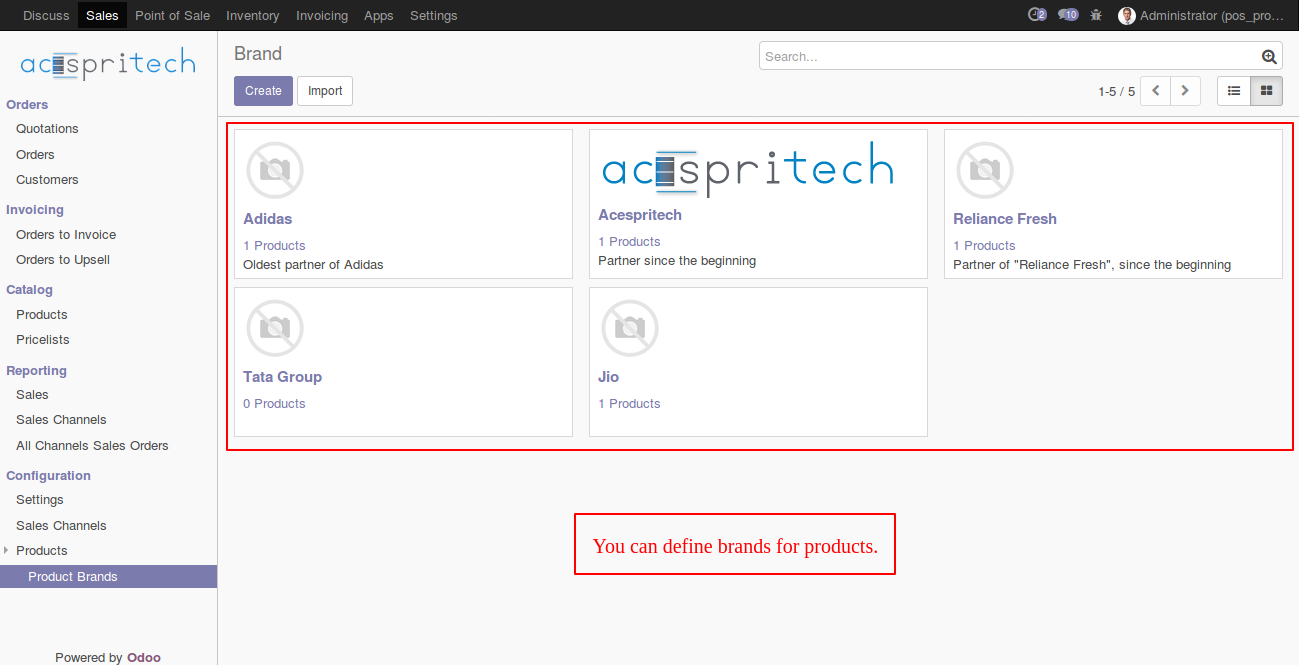 Discuss Sales Point of Sale Inventory Invoicing Apps Settings 2 10 Administrator (pos_pro...
acespritech
Orders
Quotations
Orders
Customers
Invoicing
Orders to Invoice
Orders to Upsell
Catalog
Products
Pricelists
Reporting
Sales
Sales Channels
All Channels Sales Orders
Configuration
Settings
Sales Channels
Products
Product Brands
Powered by Odoo
Brand
Search...
Create Import
1-5 / 5
Adidas
1 Products
Oldest partner of Adidas
acespritech
Acespritech
1 Products
Partner since the beginning
Reliance Fresh
1 Products
Partner of "Reliance Fresh", since the beginning
Tata Group
0 Products
Jio
1 Products
You can define brands for products.